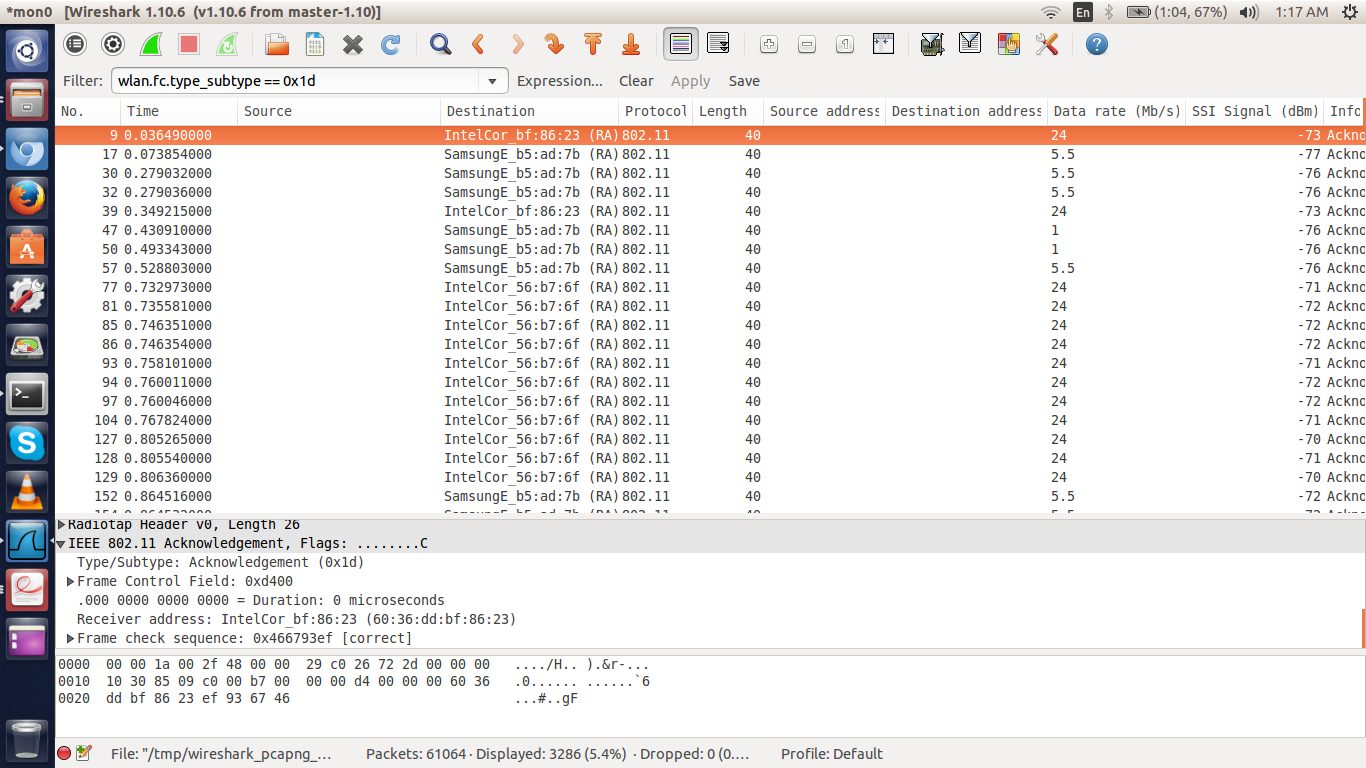 *mon0 [Wireshark 1.10.6 (v1.10.6 from master-1.10)] En (1:04, 67%) 1:17 AM
Filter: wlan.fc.type_subtype == 0x1d Expression... Clear Apply Save
No. Time Source Destination Protocol Length Source address Destination address Data rate (Mb/s) SSI Signal (dBm) Info
9 0.036490000 IntelCor_bf:86:23 (RA) 802.11 40 24 -73 Ackno
17 0.073854000 SamsungE_b5:ad:7b (RA) 802.11 40 5.5 -77 Ackno
30 0.279032000 SamsungE_b5:ad:7b (RA) 802.11 40 5.5 -76 Ackno
32 0.279036000 SamsungE_b5:ad:7b (RA) 802.11 40 5.5 -76 Ackno
39 0.349215000 IntelCor_bf:86:23 (RA) 802.11 40 24 -73 Ackno
47 0.430910000 SamsungE_b5:ad:7b (RA) 802.11 40 1 -76 Ackno
50 0.493343000 SamsungE_b5:ad:7b (RA) 802.11 40 1 -76 Ackno
57 0.528803000 SamsungE_b5:ad:7b (RA) 802.11 40 5.5 -76 Ackno
77 0.732973000 IntelCor_56:b7:6f (RA) 802.11 40 24 -71 Ackno
81 0.735581000 IntelCor_56:b7:6f (RA) 802.11 40 24 -72 Ackno
85 0.746351000 IntelCor_56:b7:6f (RA) 802.11 40 24 -72 Ackno
86 0.746354000 IntelCor_56:b7:6f (RA) 802.11 40 24 -72 Ackno
93 0.758101000 IntelCor_56:b7:6f (RA) 802.11 40 24 -71 Ackno
94 0.760011000 IntelCor_56:b7:6f (RA) 802.11 40 24 -72 Ackno
97 0.760046000 IntelCor_56:b7:6f (RA) 802.11 40 24 -72 Ackno
104 0.767824000 IntelCor_56:b7:6f (RA) 802.11 40 24 -71 Ackno
127 0.805265000 IntelCor_56:b7:6f (RA) 802.11 40 24 -70 Ackno
128 0.805540000 IntelCor_56:b7:6f (RA) 802.11 40 24 -71 Ackno
129 0.806360000 IntelCor_56:b7:6f (RA) 802.11 40 24 -70 Ackno
152 0.864516000 SamsungE_b5:ad:7b (RA) 802.11 40 5.5 -72 Ackno
Radiotap Header v0, Length 26
IEEE 802.11 Acknowledgement, Flags: ........C
Type/Subtype: Acknowledgement (0x1d)
Frame Control Field: 0xd400
.000 0000 0000 0000 = Duration: 0 microseconds
Receiver address: IntelCor_bf:86:23 (60:36:dd:bf:86:23)
Frame check sequence: 0x466793ef [correct]
0000 00 00 1a 00 2f 48 00 00 29 c0 26 72 2d 00 00 00 ..../H.. ).&r-...
0010 10 30 85 09 c0 00 b7 00 00 00 d4 00 00 00 60 36 .0...... ......`6
0020 dd bf 86 23 ef 93 67 46 ...#..gF
File: "/tmp/wireshark_pcapng_... Packets: 61064 · Displayed: 3286 (5.4%) · Dropped: 0 (0.... Profile: Default